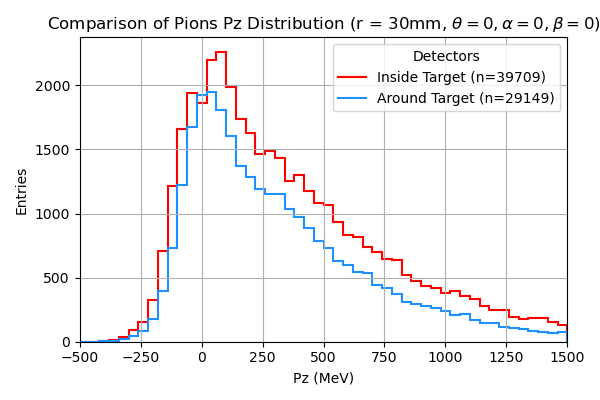 Comparison of Pions Pz Distribution (r = 30mm, θ = 0, α = 0, β = 0)
Detectors
Inside Target (n=39709)
Around Target (n=29149)
Entries
2000
1500
1000
500
0
−500 −250 0 250 500 750 1000 1250 1500
Pz (MeV)